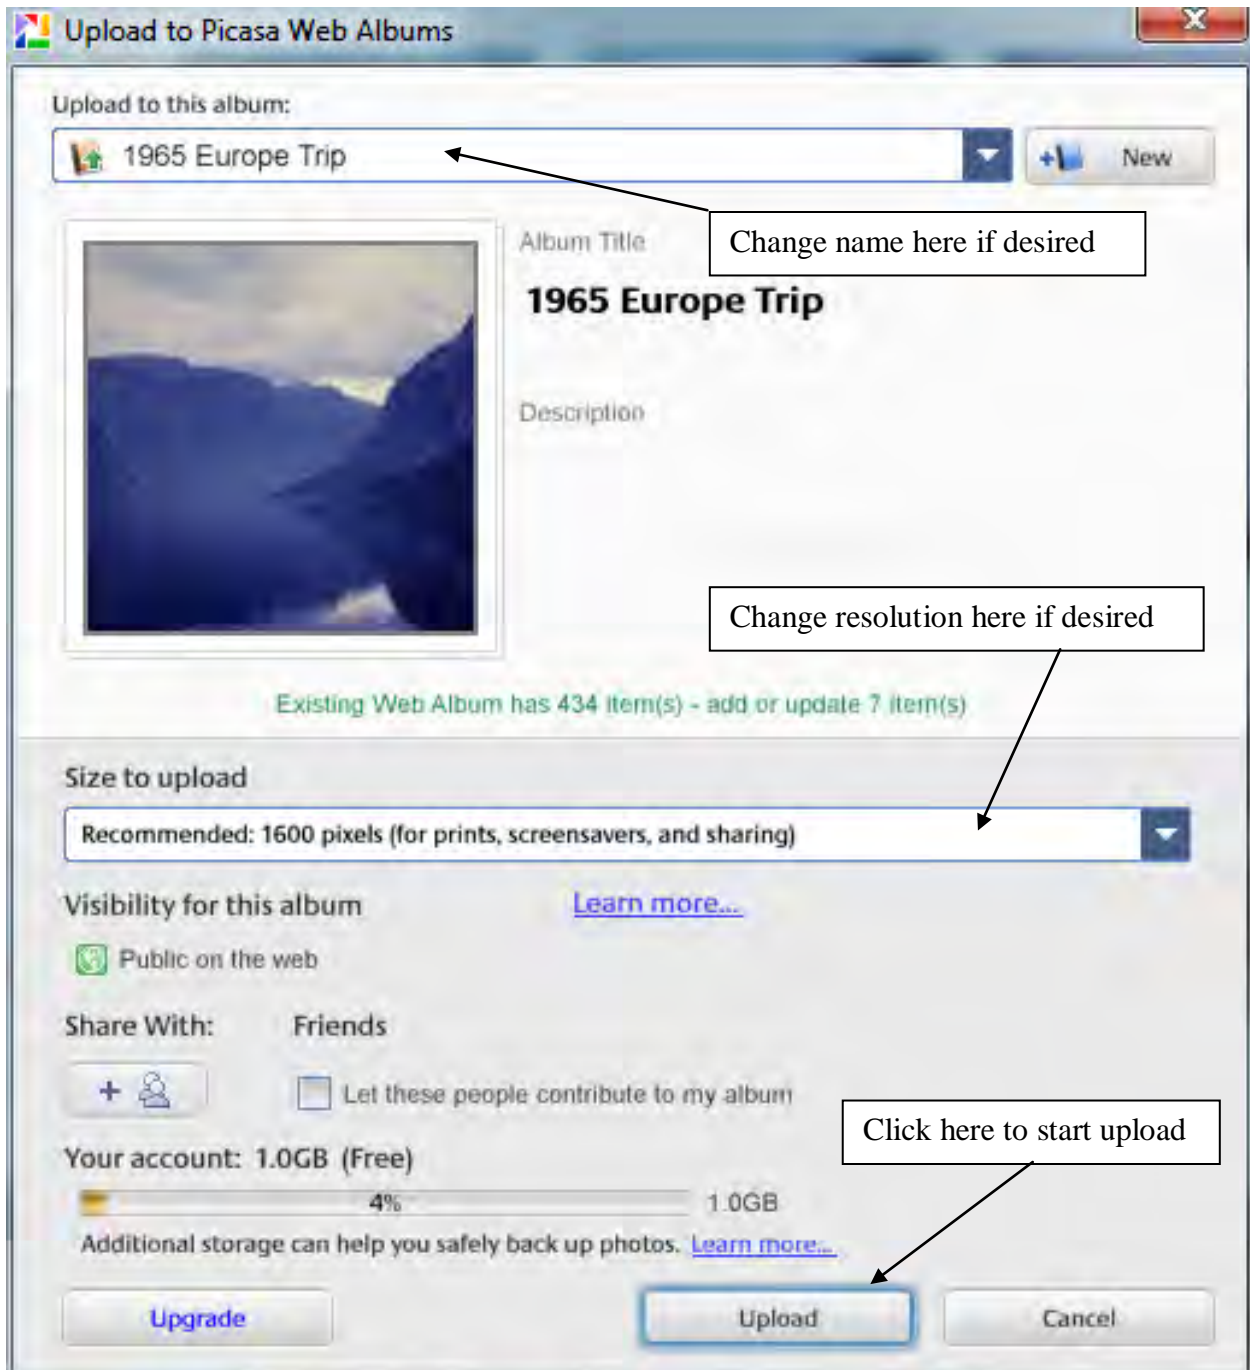 Upload to Picasa Web Albums
X
Upload to this album:
1965 Europe Trip
New
Change name here if desired
Album Title
1965 Europe Trip
Description
Change resolution here if desired
Existing Web Album has 434 item(s) - add or update 7 item(s)
Size to upload
Recommended: 1600 pixels (for prints, screensavers, and sharing)
Visibility for this album Learn more...
Public on the web
Share With: Friends
Let these people contribute to my album
Click here to start upload
Your account: 1.0GB (Free)
4% 1.0GB
Additional storage can help you safely back up photos. Learn more...
Upgrade Upload Cancel